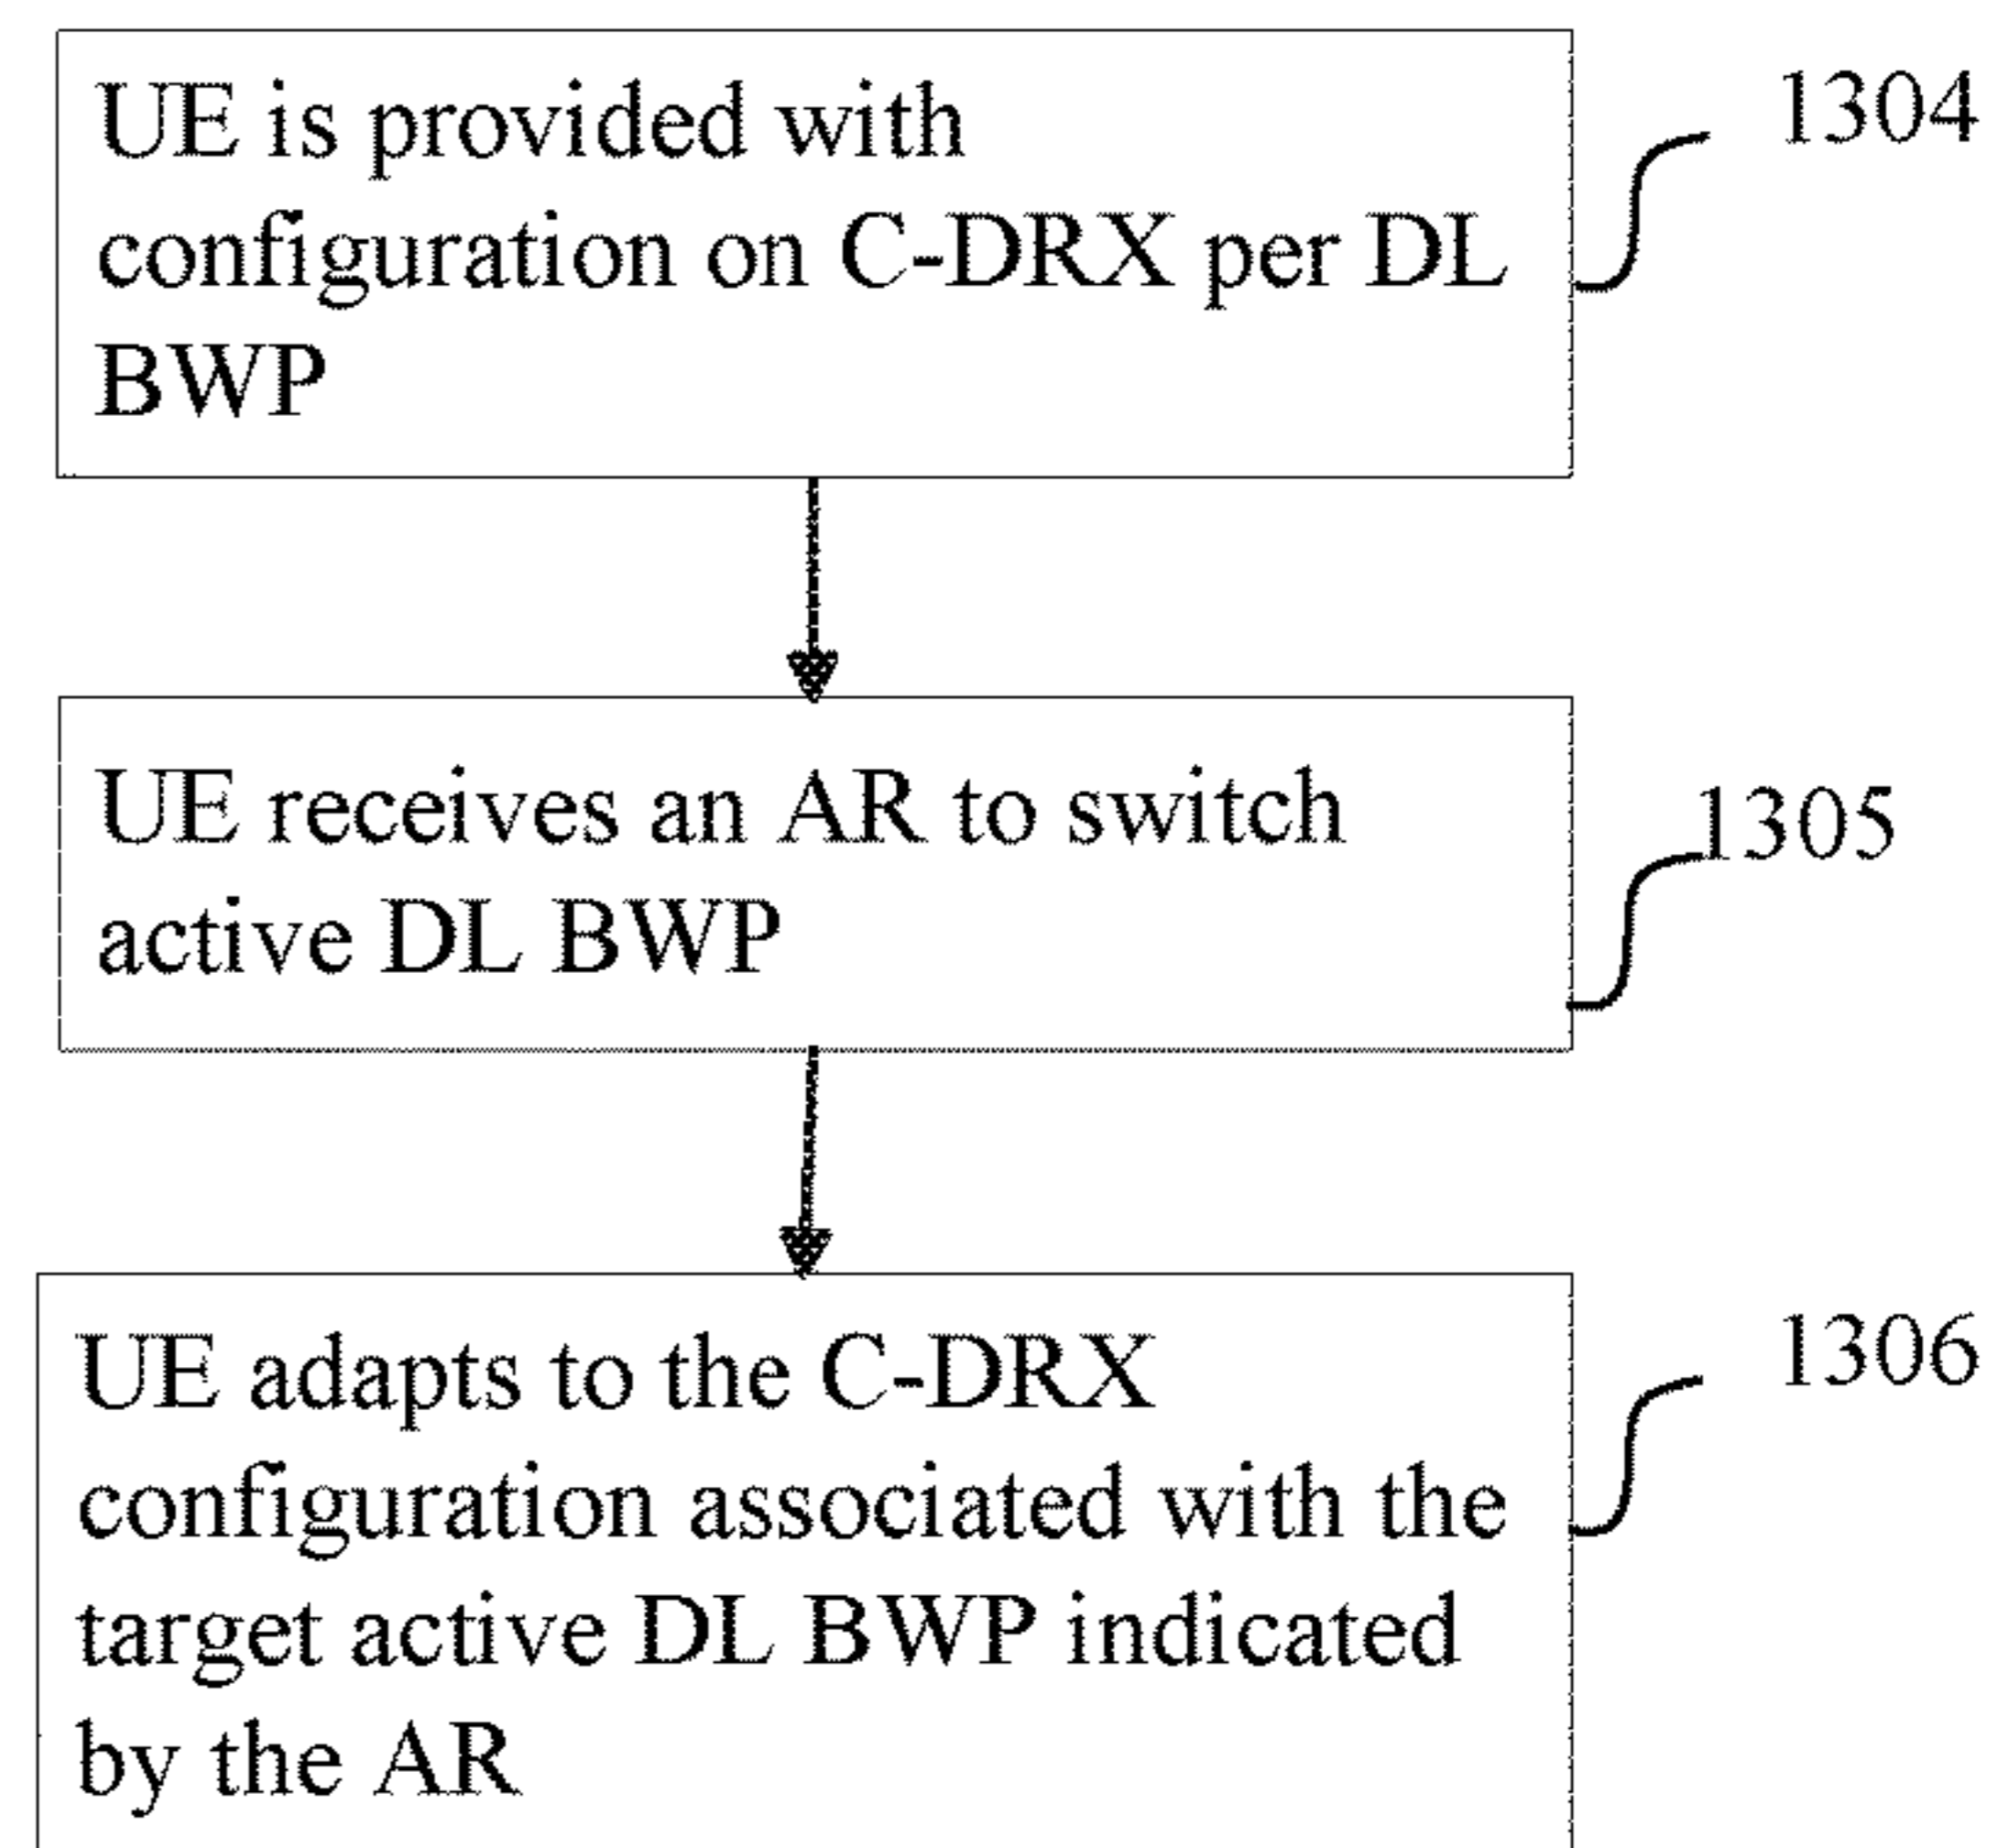 UE is provided with
1304
configuration on C-DRX per DL
BWP
UE receives an AR to switch
1305
active DL BWP
UE adapts to the C-DRX
1306
configuration associated with the
target active DL BWP indicated
by the AR